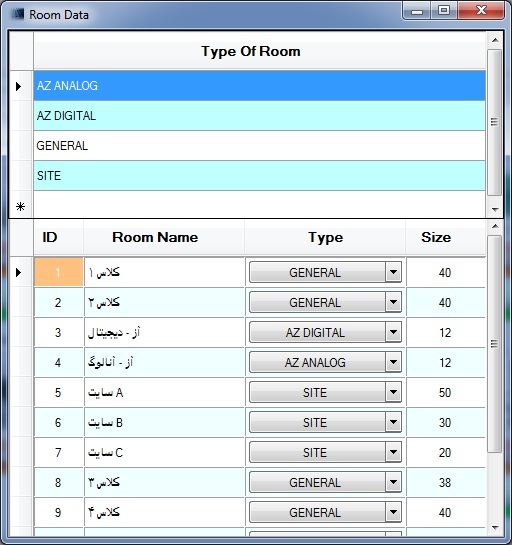 Room Data
Type Of Room
AZ ANALOG
AZ DIGITAL
GENERAL
SITE
ID Room Name Type Size
1 کلاس ۱ GENERAL 40
2 کلاس ۲ GENERAL 40
3 آز - دیجیتال AZ DIGITAL 12
4 آز - آنالوگ AZ ANALOG 12
5 سایت A SITE 50
6 سایت B SITE 30
7 سایت C SITE 20
8 کلاس ۳ GENERAL 38
9 کلاس ۴ GENERAL 40